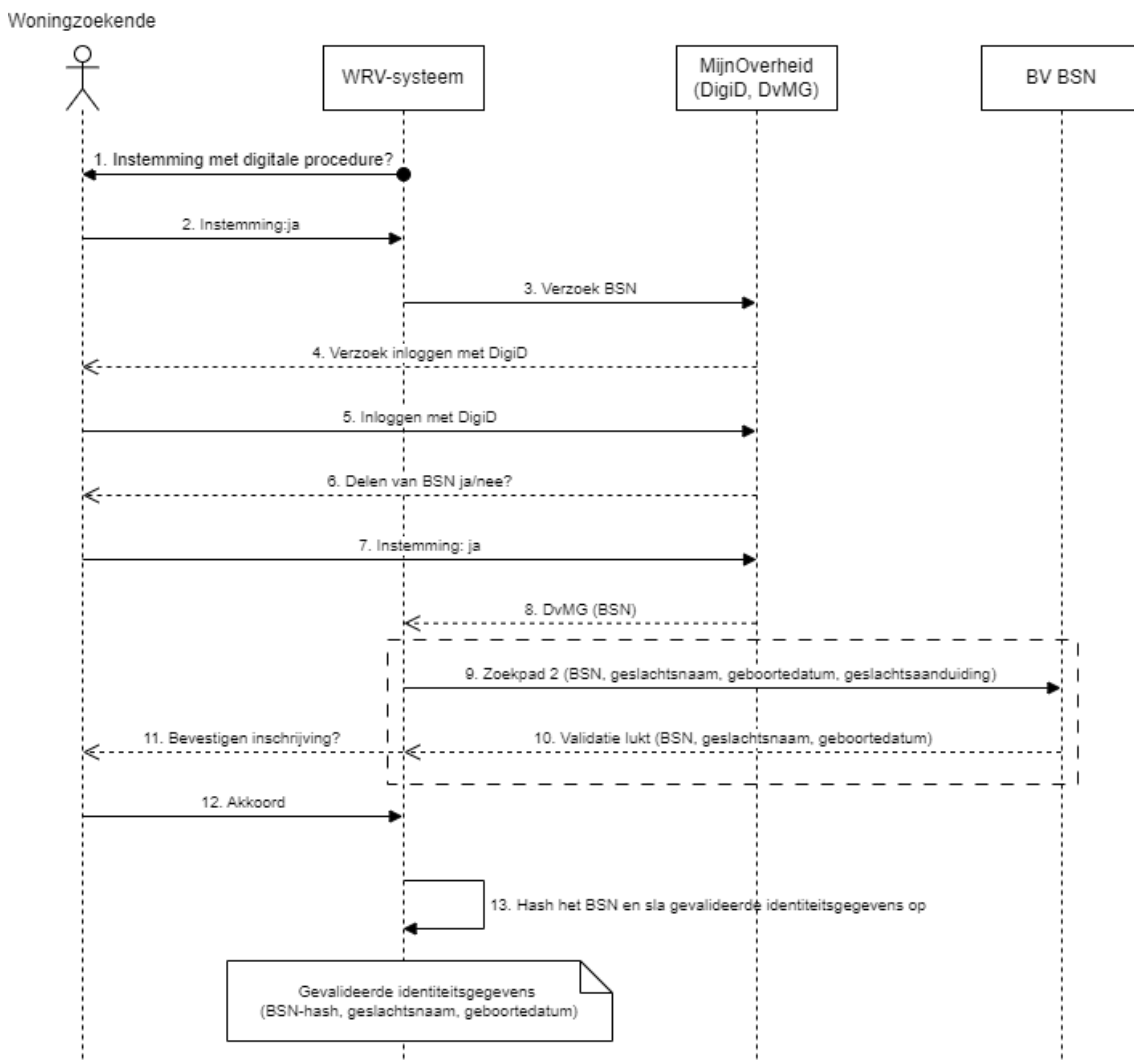 Woningzoekende
WRV-systeem
MijnOverheid
(DigiD, DvMG)
BV BSN
1. Instemming met digitale procedure?
2. Instemming:ja
3. Verzoek BSN
4. Verzoek inloggen met DigiD
5. Inloggen met DigiD
6. Delen van BSN ja/nee?
7. Instemming: ja
8. DvMG (BSN)
9. Zoekpad 2 (BSN, geslachtsnaam, geboortedatum, geslachtsaanduiding)
11. Bevestigen inschrijving?
10. Validatie lukt (BSN, geslachtsnaam, geboortedatum)
12. Akkoord
13. Hash het BSN en sla gevalideerde identiteitsgegevens op
Gevalideerde identiteitsgegevens
(BSN-hash, geslachtsnaam, geboortedatum)